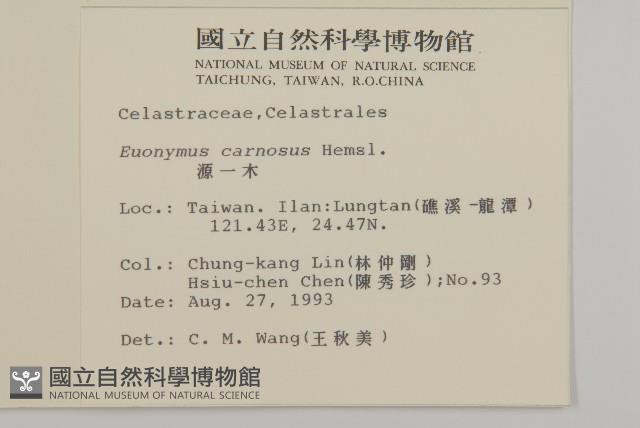 國立自然科學博物館
NATIONAL MUSEUM OF NATURAL SCIENCE
TAICHUNG, TAIWAN, R.O.CHINA
Celastraceae,Celastrales
Euonymus carnosus Hemsl.
源一木
Loc.: Taiwan. Ilan:Lungtan(礁溪-龍潭)
121.43E, 24.47N.
Col.: Chung-kang Lin(林仲剛)
Hsiu-chen Chen(陳秀珍);No.93
Date: Aug. 27, 1993
Det.: C. M. Wang(王秋美)
國立自然科學博物館
NATIONAL MUSEUM OF NATURAL SCIENCE